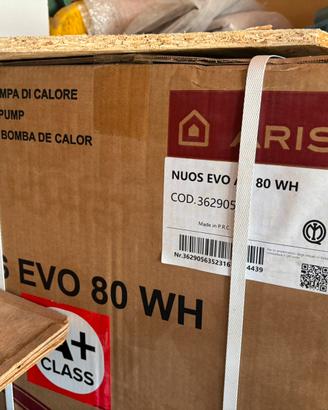 MPA DI CALORE
PUMP
BOMBA DE CALOR
ARIS
NUOS EVO A 80 WH
COD. 362905
Made in P.R.C
Nr.3629056352316
4439
S EVO 80 WH
A+
CLASS